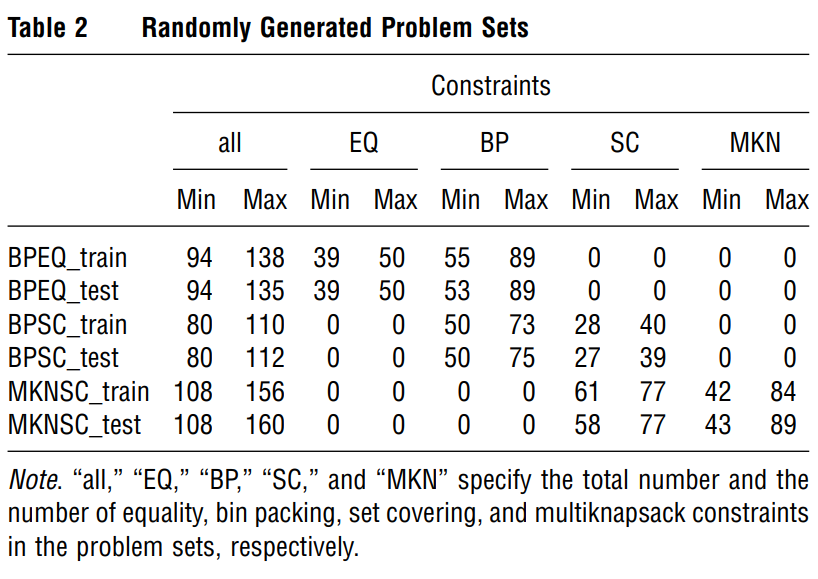 Table 2 Randomly Generated Problem Sets
Constraints
all EQ BP SC MKN
Min Max Min Max Min Max Min Max Min Max
BPEQ_train 94 138 39 50 55 89 0 0 0 0
BPEQ_test 94 135 39 50 53 89 0 0 0 0
BPSC_train 80 110 0 0 50 73 28 40 0 0
BPSC_test 80 112 0 0 50 75 27 39 0 0
MKNSC_train 108 156 0 0 0 0 61 77 42 84
MKNSC_test 108 160 0 0 0 0 58 77 43 89
Note. “all,” “EQ,” “BP,” “SC,” and “MKN” specify the total number and the
number of equality, bin packing, set covering, and multiknapsack constraints
in the problem sets, respectively.